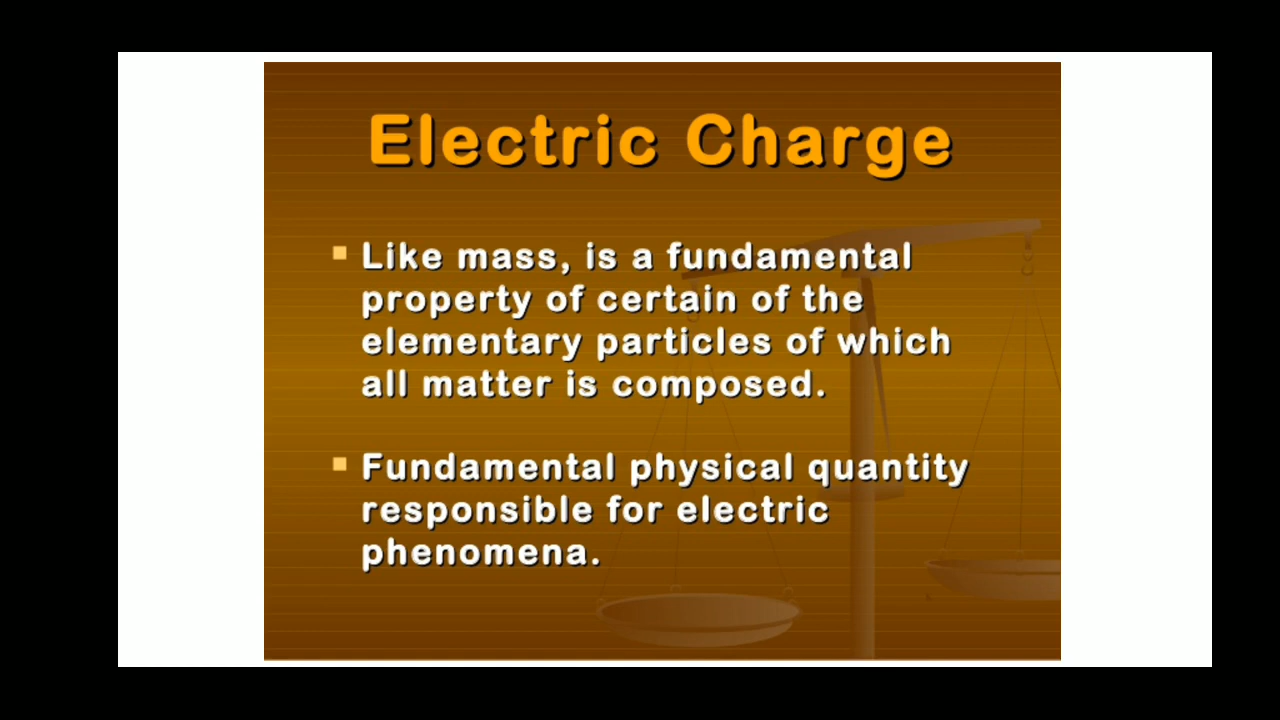 Electric Charge
Like mass, is a fundamental
property of certain of the
elementary particles of which
all matter is composed.
Fundamental physical quantity
responsible for electric
phenomena.